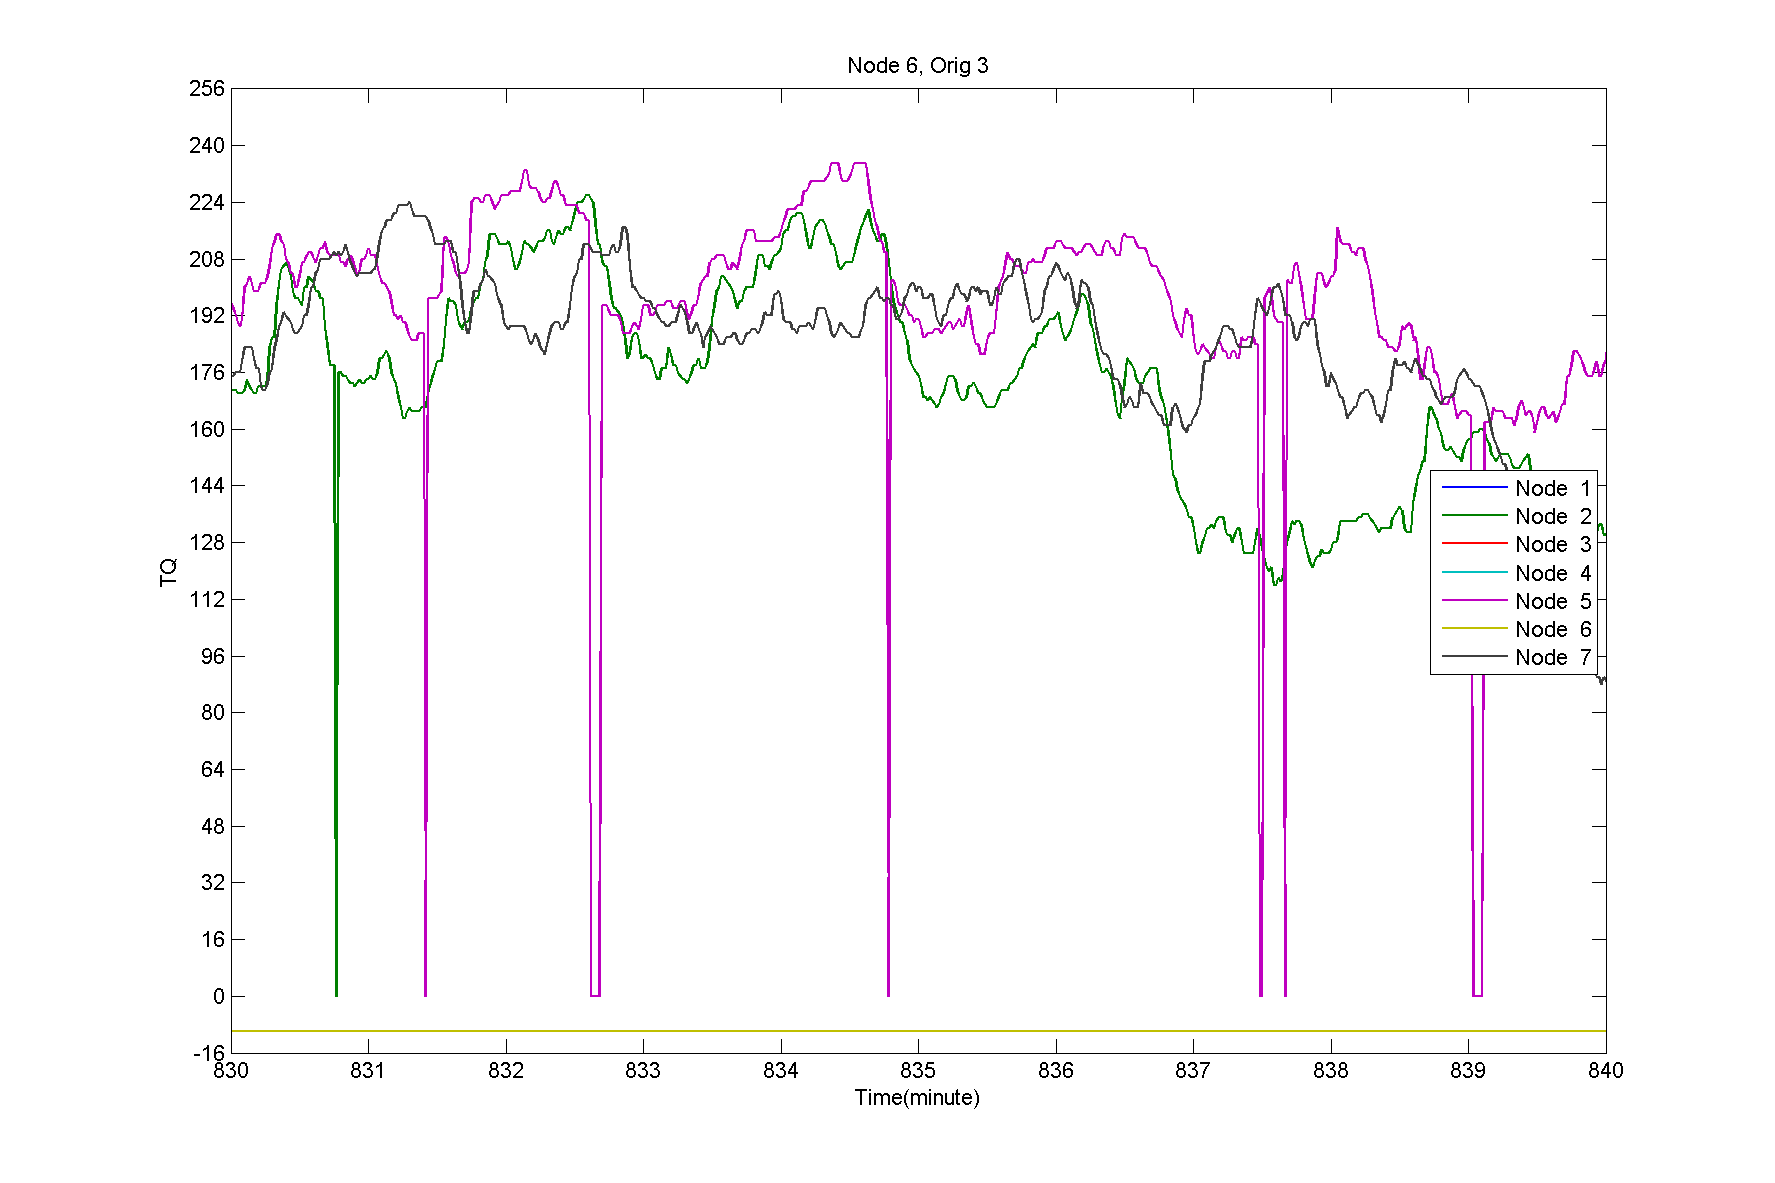 Node 6, Orig 3
256
240
224
208
192
176
160
144
128
112
96
80
64
48
32
16
0
-16
TQ
Node 1
Node 2
Node 3
Node 4
Node 5
Node 6
Node 7
830 831 832 833 834 835 836 837 838 839 840
Time(minute)